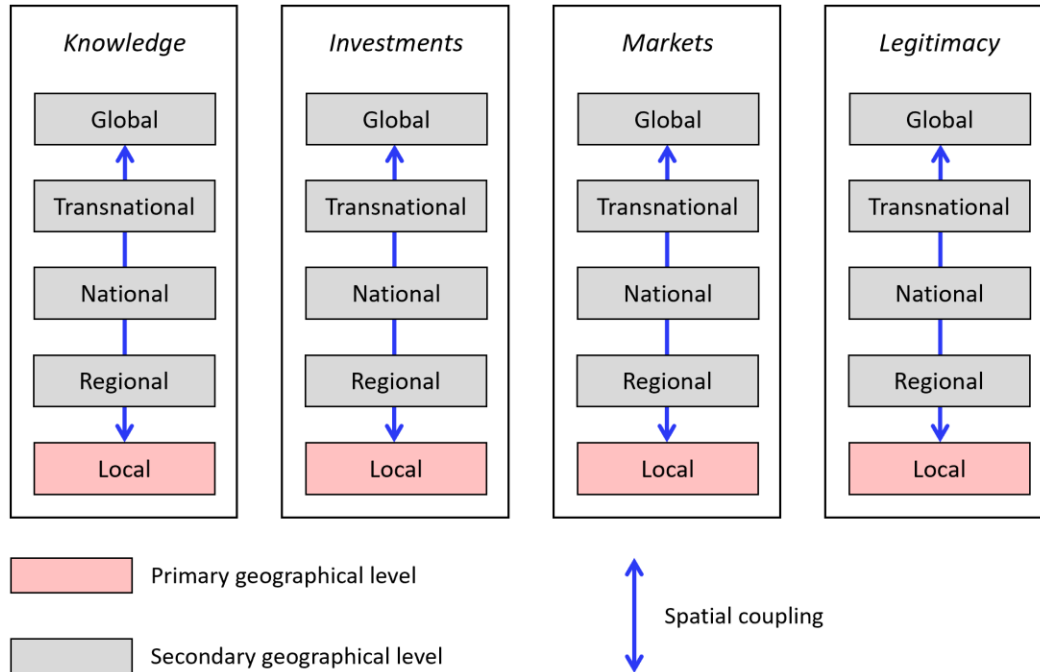 Knowledge
Investments
Markets
Legitimacy
Global
Global
Global
Global
Transnational
Transnational
Transnational
Transnational
National
National
National
National
Regional
Regional
Regional
Regional
Local
Local
Local
Local
Primary geographical level
Spatial coupling
Secondary geographical level